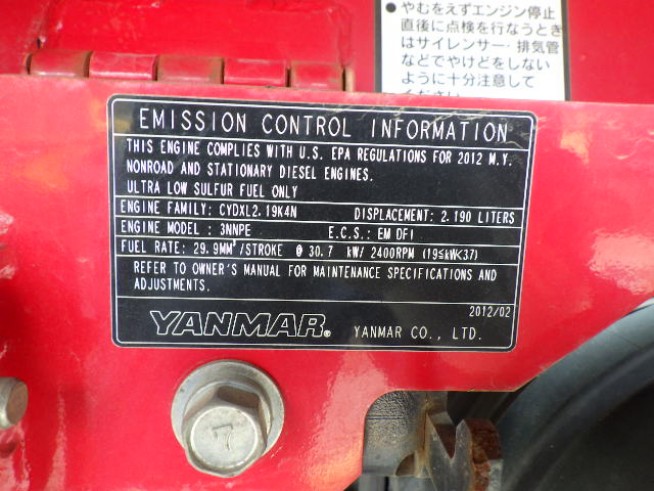 ● やむをえずエンジン停止
直後に点検を行なうとき
はサイレンサー・排気管
などでやけどをしない
ように十分注意して
ください
EMISSION CONTROL INFORMATION
THIS ENGINE COMPLIES WITH U.S. EPA REGULATIONS FOR 2012 M.Y.
NONROAD AND STATIONARY DIESEL ENGINES.
ULTRA LOW SULFUR FUEL ONLY
ENGINE FAMILY: CYDXL2.19K4N DISPLACEMENT: 2.190 LITERS
ENGINE MODEL : 3NNPE E.C.S.: EM DFI
FUEL RATE: 29.9MM³/STROKE @ 30.7 kW/ 2400RPM (19≤kW<37)
REFER TO OWNER'S MANUAL FOR MAINTENANCE SPECIFICATIONS AND
ADJUSTMENTS.
2012/02
YANMAR® YANMAR CO., LTD.
7